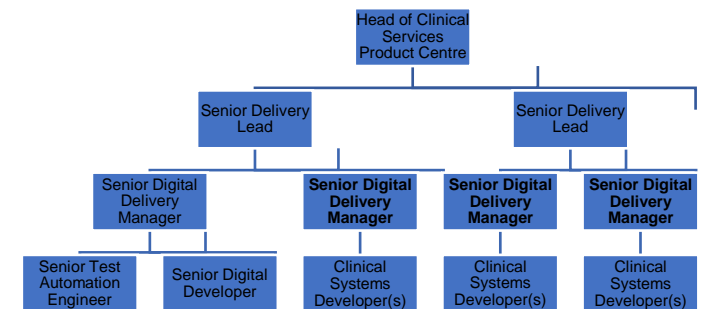 Head of Clinical
Services
Product Centre
Senior Delivery
Lead
Senior Delivery
Lead
Senior Digital
Delivery
Manager
Senior Digital
Delivery
Manager
Senior Digital
Delivery
Manager
Senior Digital
Delivery
Manager
Senior Test
Automation
Engineer
Senior Digital
Developer
Clinical
Systems
Developer(s)
Clinical
Systems
Developer(s)
Clinical
Systems
Developer(s)